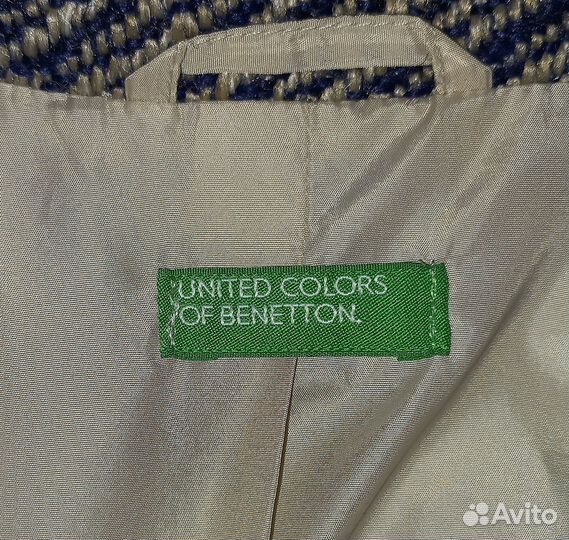 UNITED COLORS
OF BENETTON.
Avito